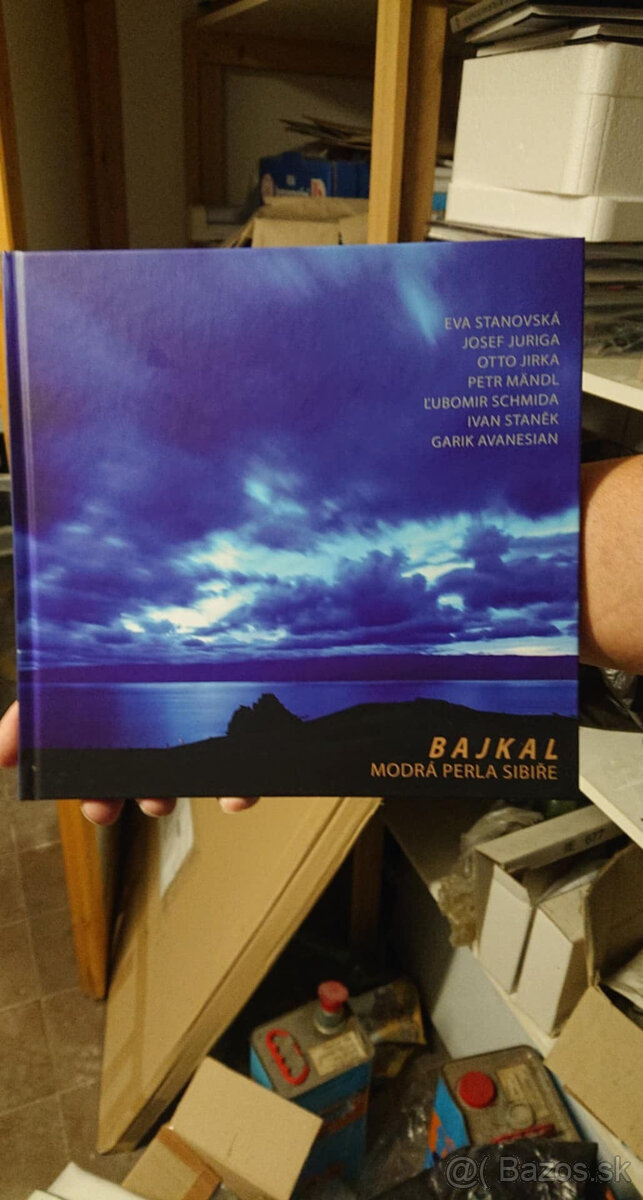 EVA STANOVSKÁ
JOSEF JURIGA
OTTO JIRKA
PETR MÄNDL
ĽUBOMIR SCHMIDA
IVAN STANĚK
GARIK AVANESIAN
BAJKAL
MODRÁ PERLA SIBIŘE
@( Bazos.sk